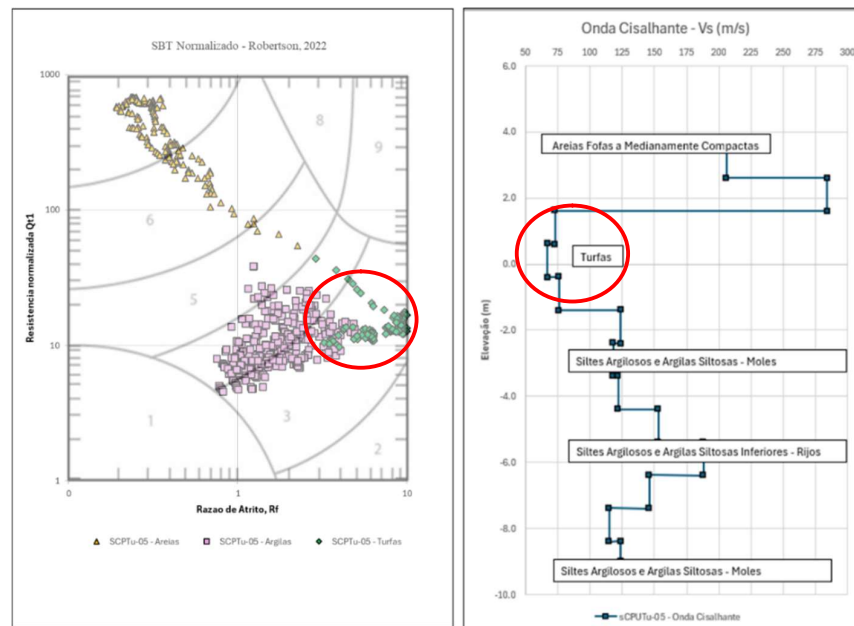 SBT Normalizado - Robertson, 2022
1000
100
10
1
Resistencia normalizada Qt1
8
9
6
5
1
3
2
0
1
10
Razao de Atrito, Rf
SCPTu-05 - Areias
SCPTu-05 - Argilas
SCPTu-05 - Turfas
Onda Cisalhante - Vs (m/s)
50 75 100 125 150 175 200 225 250 275 300
6.0
4.0
2.0
0.0
-2.0
-4.0
-6.0
-8.0
-10.0
Elevação (m)
Areias Fofas a Medianamente Compactas
Turfas
Siltes Argilosos e Argilas Siltosas - Moles
Siltes Argilosos e Argilas Siltosas Inferiores - Rijos
Siltes Argilosos e Argilas Siltosas - Moles
sCPUTu-05 - Onda Cisalhante